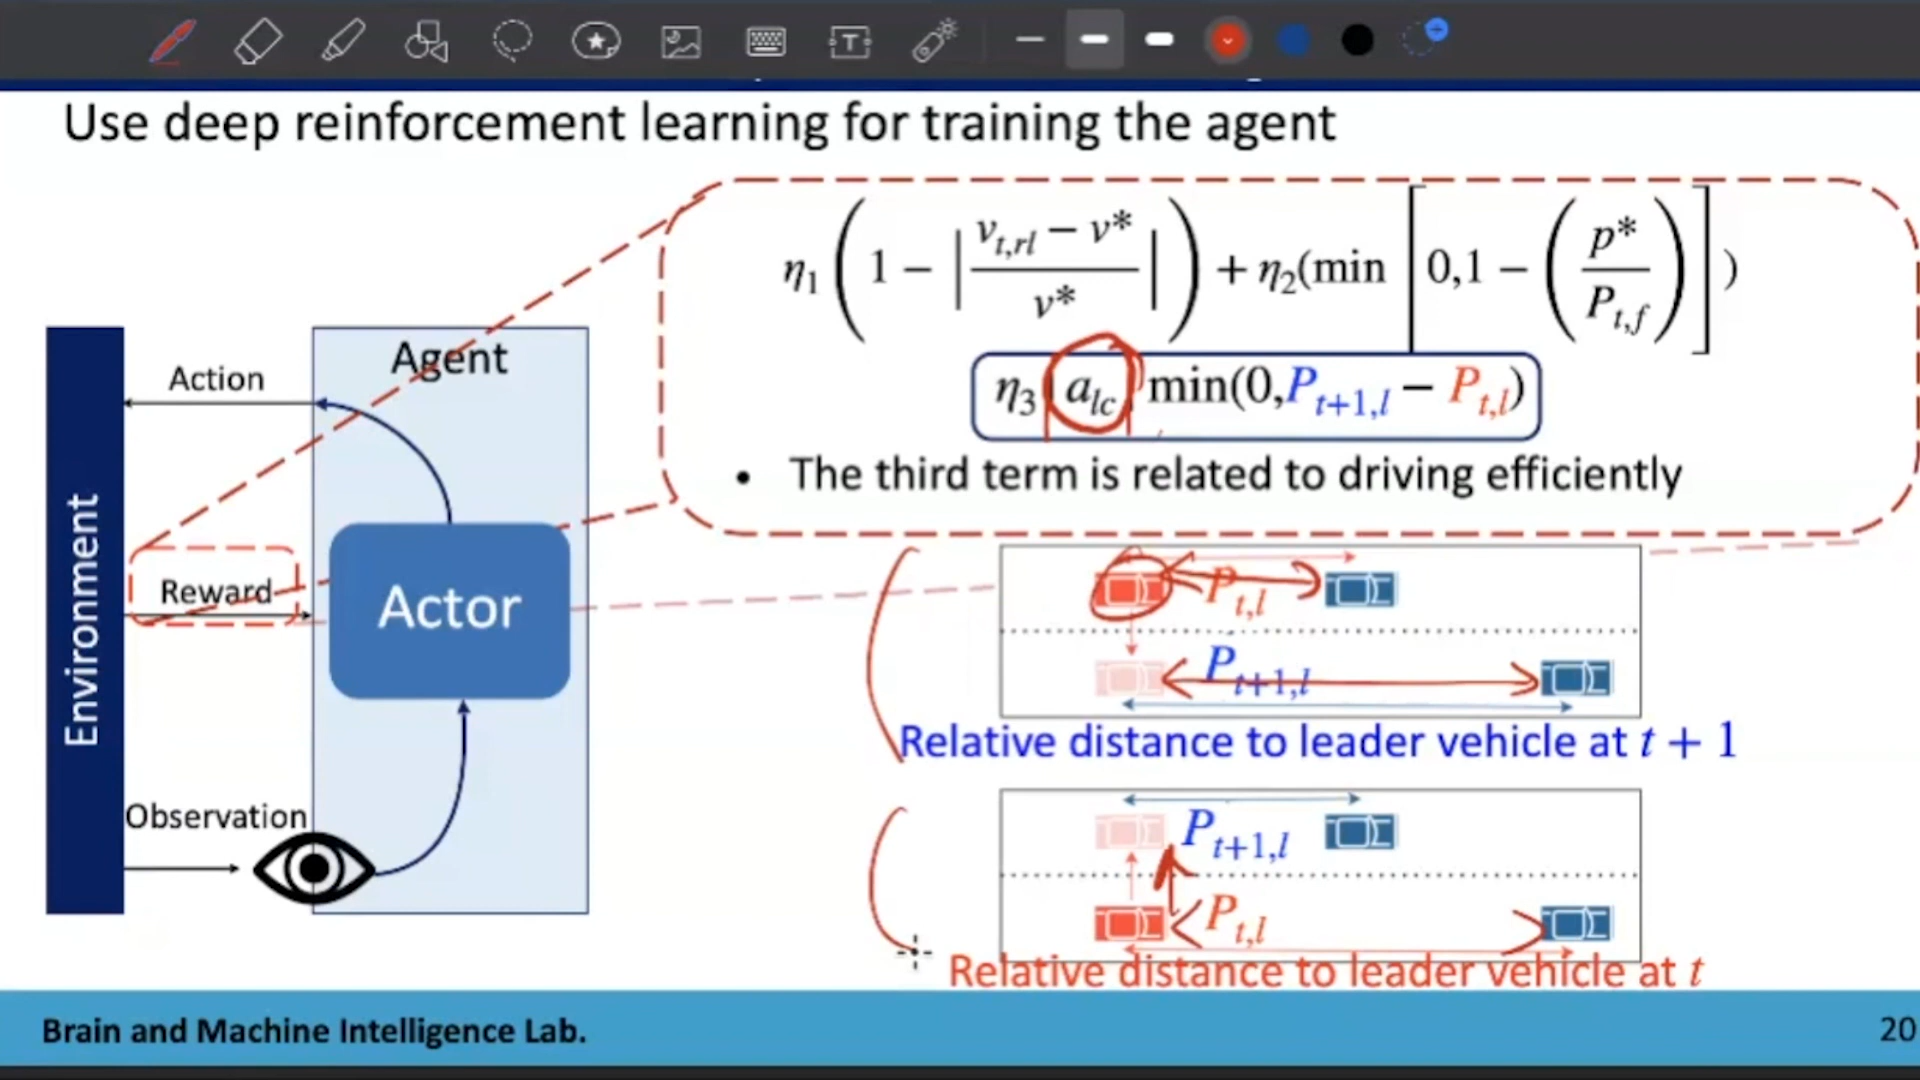 Use deep reinforcement learning for training the agent
η₁(1 − |(v_{t,rl} − v*) / v*|) + η₂(min[0,1 − (p* / P_{t,f})])
η₃ a_{lc} min(0,P_{t+1,l} − P_{t,l})
• The third term is related to driving efficiently
Environment
Action
Agent
Reward
Actor
Observation
P_{t,l}
P_{t+1,l}
Relative distance to leader vehicle at t + 1
P_{t+1,l}
P_{t,l}
Relative distance to leader vehicle at t
Brain and Machine Intelligence Lab.
20